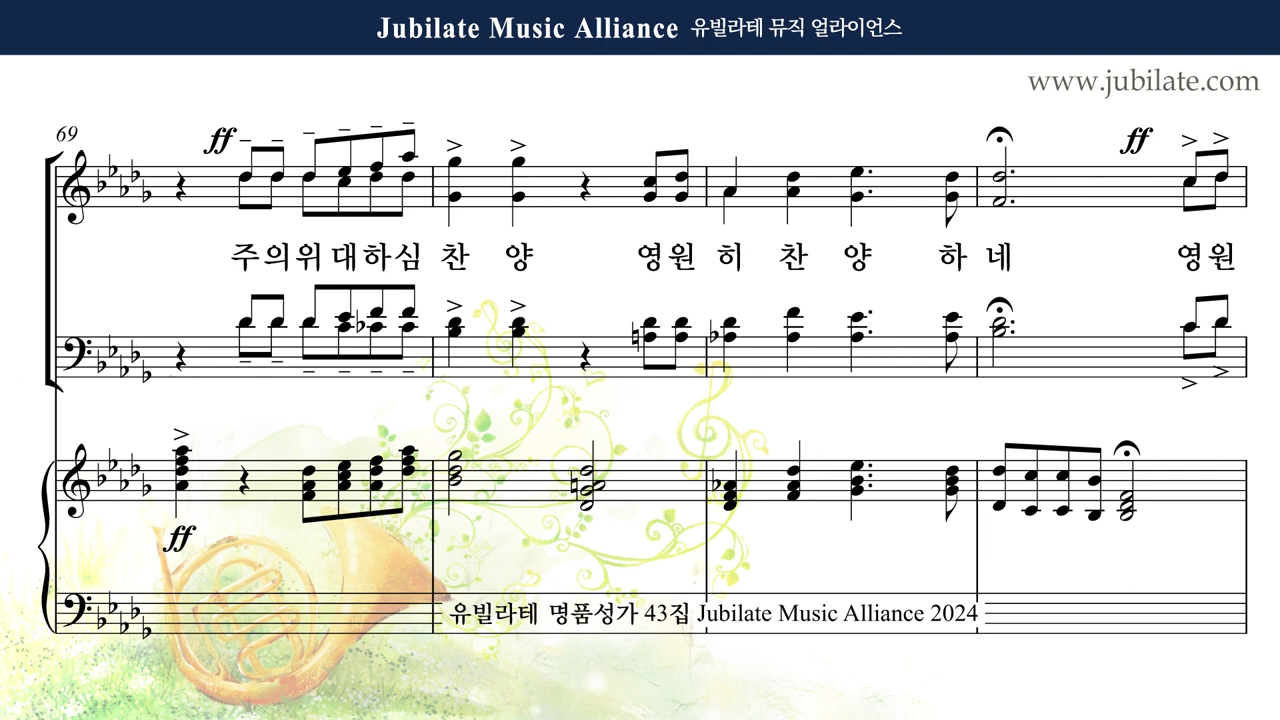 Jubilate Music Alliance 유빌라테 뮤직 얼라이언스
www.jubilate.com
69
ff ff
주의위대하심 찬 양 영원 히 찬 양 하 네 영원
ff
유빌라테 명품성가 43집 Jubilate Music Alliance 2024